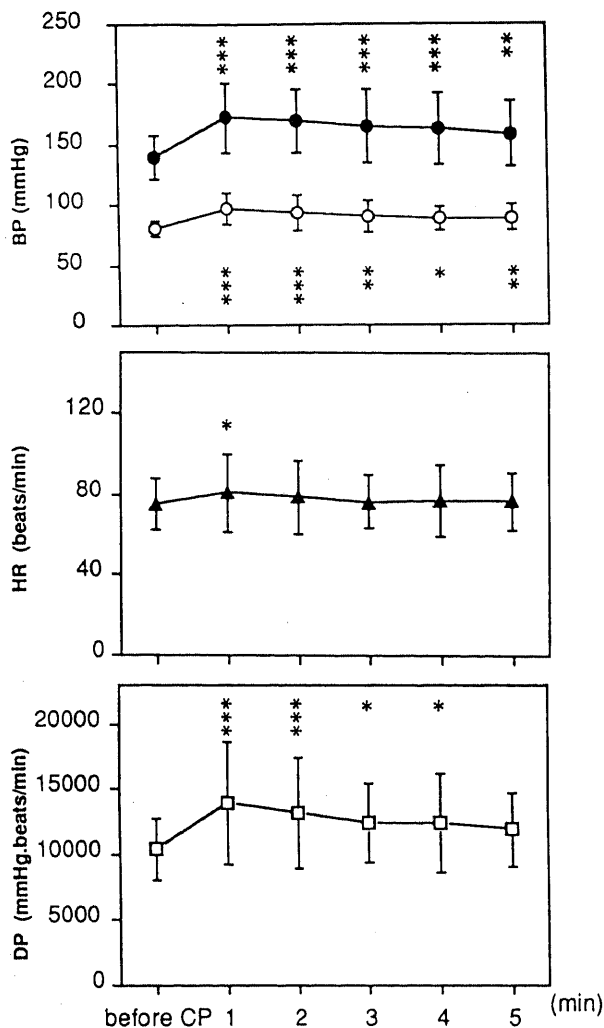 250
200
150
100
50
0
BP (mmHg)
*** *** *** *** **
*** *** ** * **
120
80
40
0
HR (beats/min)
*
20000
15000
10000
5000
0
DP (mmHg.beats/min)
*** *** * *
before CP 1 2 3 4 5 (min)